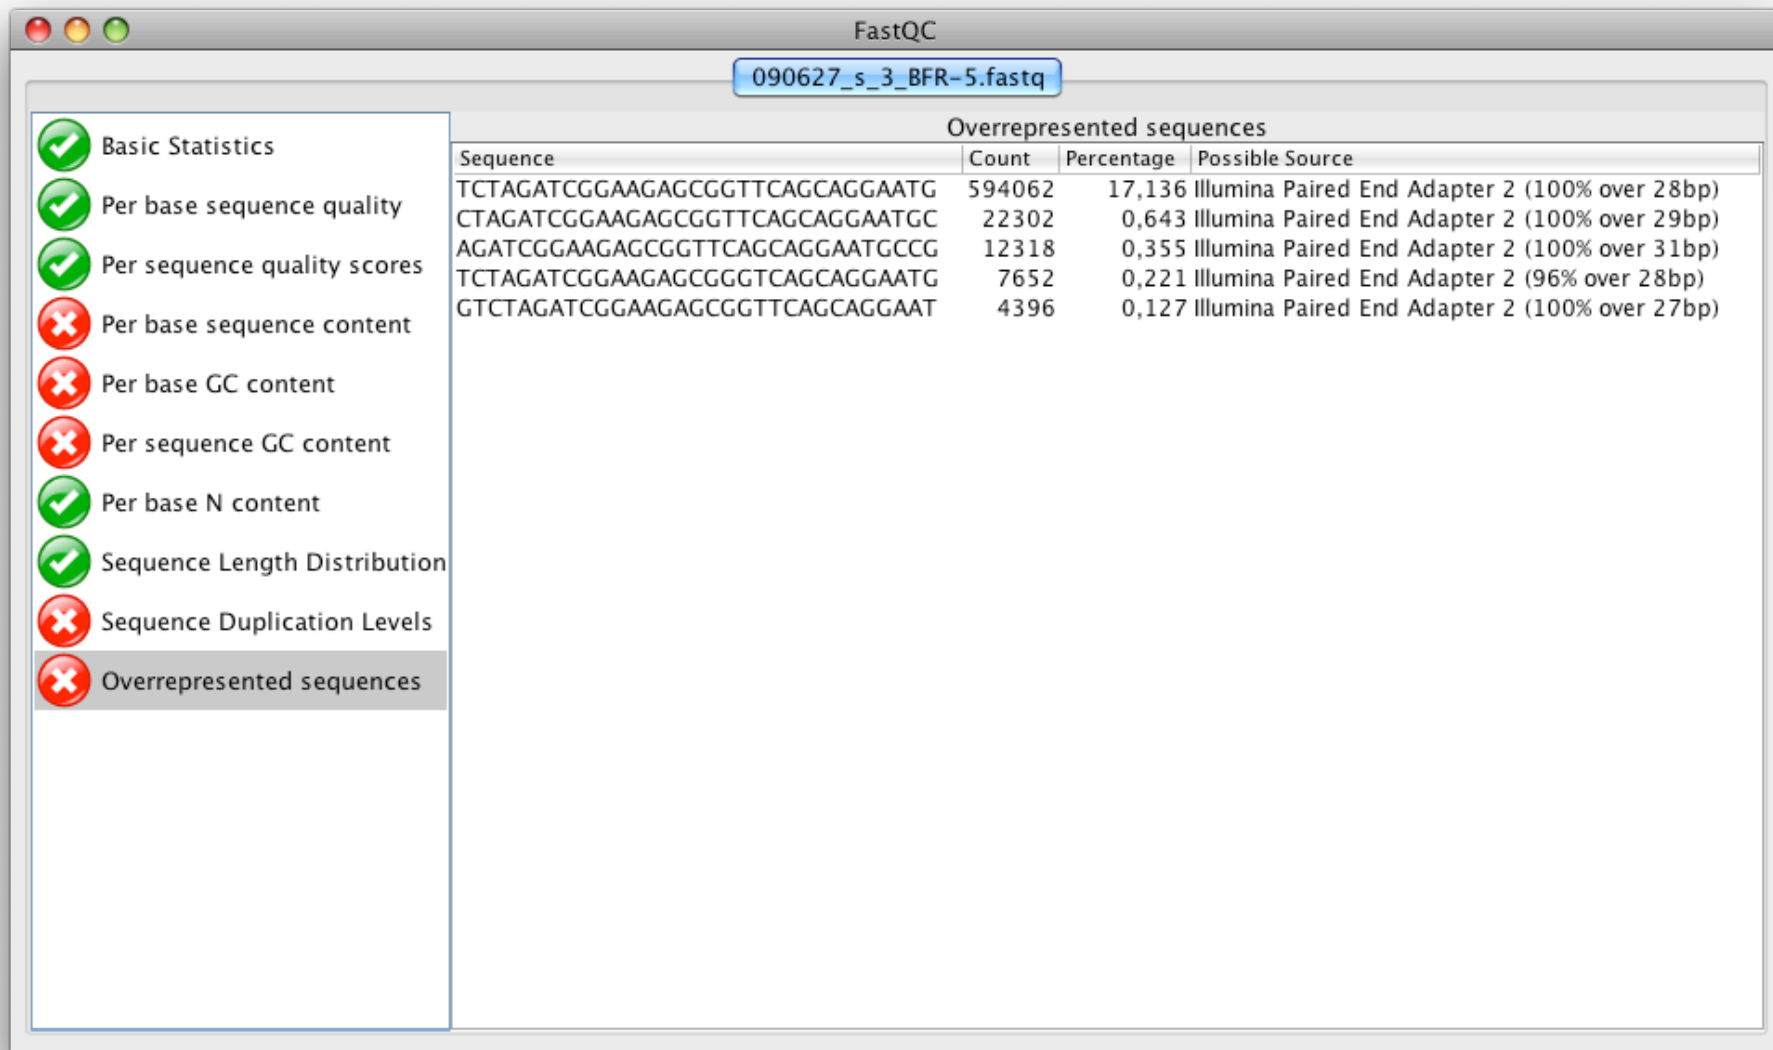 FastQC
090627_s_3_BFR-5.fastq
Basic Statistics
Per base sequence quality
Per sequence quality scores
Per base sequence content
Per base GC content
Per sequence GC content
Per base N content
Sequence Length Distribution
Sequence Duplication Levels
Overrepresented sequences
Overrepresented sequences
Sequence Count Percentage Possible Source
TCTAGATCGGAAGAGCGGTTCAGCAGGAATG 594062 17,136 Illumina Paired End Adapter 2 (100% over 28bp)
CTAGATCGGAAGAGCGGTTCAGCAGGAATGC 22302 0,643 Illumina Paired End Adapter 2 (100% over 29bp)
AGATCGGAAGAGCGGTTCAGCAGGAATGCCG 12318 0,355 Illumina Paired End Adapter 2 (100% over 31bp)
TCTAGATCGGAAGAGCGGGTCAGCAGGAATG 7652 0,221 Illumina Paired End Adapter 2 (96% over 28bp)
GTCTAGATCGGAAGAGCGGTTCAGCAGGAAT 4396 0,127 Illumina Paired End Adapter 2 (100% over 27bp)